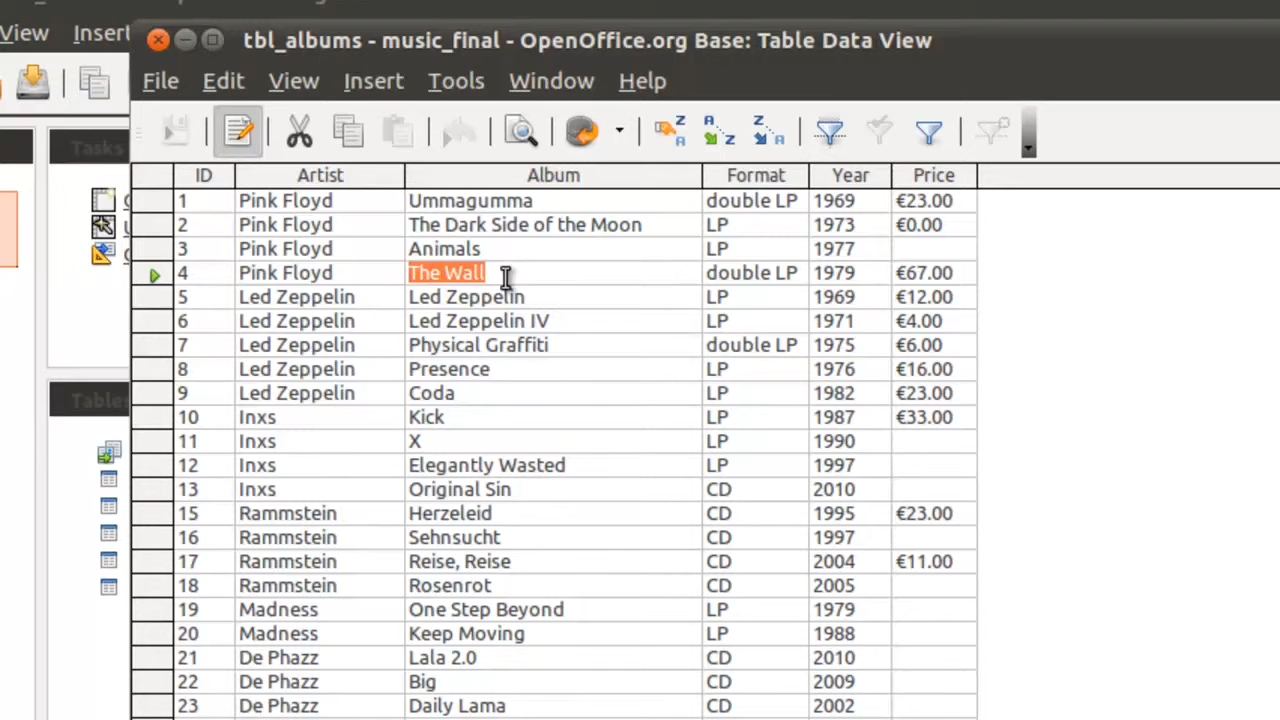 View Insert
tbl_albums - music_final - OpenOffice.org Base: Table Data View
File Edit View Insert Tools Window Help
Tasks
ID Artist Album Format Year Price
1 Pink Floyd Ummagumma double LP 1969 €23.00
2 Pink Floyd The Dark Side of the Moon LP 1973 €0.00
3 Pink Floyd Animals LP 1977
4 Pink Floyd The Wall double LP 1979 €67.00
5 Led Zeppelin Led Zeppelin LP 1969 €12.00
6 Led Zeppelin Led Zeppelin IV LP 1971 €4.00
7 Led Zeppelin Physical Graffiti double LP 1975 €6.00
8 Led Zeppelin Presence LP 1976 €16.00
9 Led Zeppelin Coda LP 1982 €23.00
10 Inxs Kick LP 1987 €33.00
11 Inxs X LP 1990
12 Inxs Elegantly Wasted LP 1997
13 Inxs Original Sin CD 2010
15 Rammstein Herzeleid CD 1995 €23.00
16 Rammstein Sehnsucht CD 1997
17 Rammstein Reise, Reise CD 2004 €11.00
18 Rammstein Rosenrot CD 2005
19 Madness One Step Beyond LP 1979
20 Madness Keep Moving LP 1988
21 De Phazz Lala 2.0 CD 2010
22 De Phazz Big CD 2009
23 De Phazz Daily Lama CD 2002